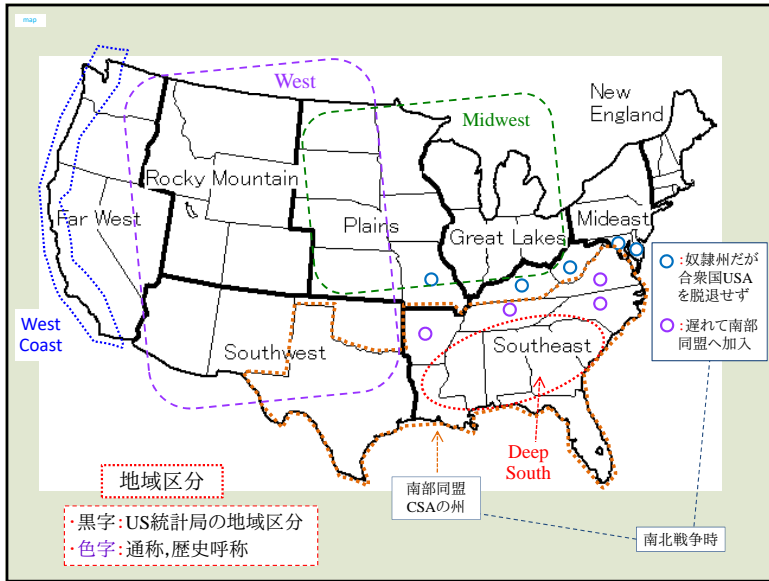 map
West
Midwest
New
England
Rocky Mountain
Far West
Plains
Great Lakes
Mideast
○:奴隷州だが
合衆国USA
を脱退せず
○:遅れて南部
同盟へ加入
West
Coast
Southwest
Southeast
Deep
South
地域区分
南部同盟
CSAの州
・黒字:US統計局の地域区分
・色字:通称,歴史呼称
南北戦争時